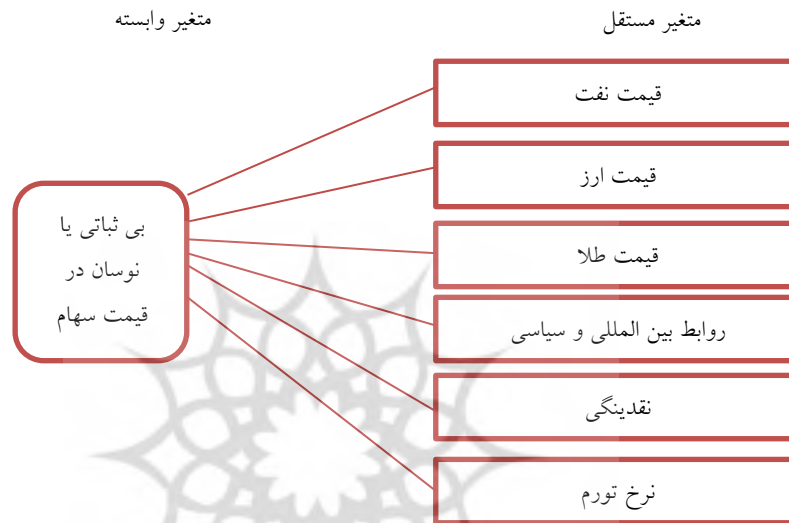 متغیر مستقل
متغیر وابسته
قیمت نفت
قیمت ارز
قیمت طلا
روابط بین المللی و سیاسی
نقدینگی
نرخ تورم
بی ثباتی یا
نوسان در
قیمت سهام